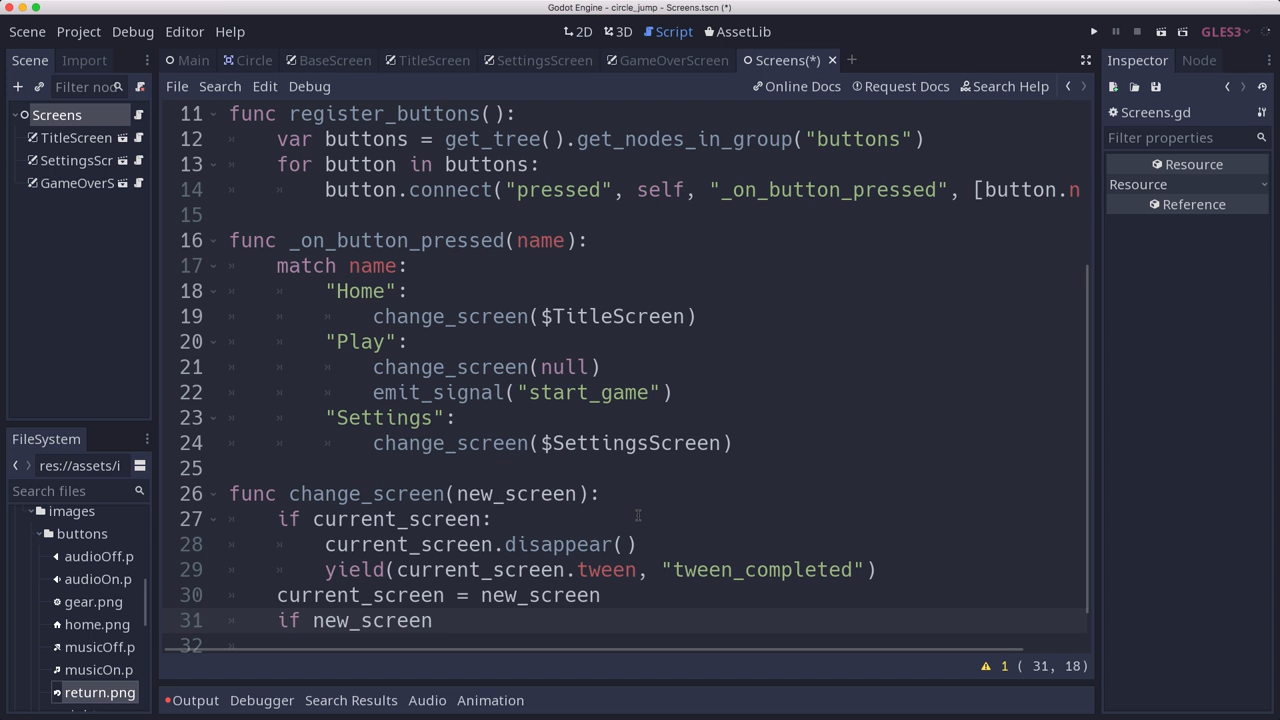 Godot Engine - circle_jump - Screens.tscn (*)
Scene Project Debug Editor Help
2D 3D Script AssetLib
GLES3
Scene Import
Main Circle BaseScreen TitleScreen SettingsScreen GameOverScreen Screens(*)
Inspector Node
Filter nod
File Search Edit Debug
Online Docs Request Docs Search Help
Screens
TitleScreen
SettingsScr
GameOverS
Screens.gd
Filter properties
Resource
Resource
Reference
11 func register_buttons():
12 var buttons = get_tree().get_nodes_in_group("buttons")
13 for button in buttons:
14 button.connect("pressed", self, "_on_button_pressed", [button.n
15
16 func _on_button_pressed(name):
17 match name:
18 "Home":
19 change_screen($TitleScreen)
20 "Play":
21 change_screen(null)
22 emit_signal("start_game")
23 "Settings":
24 change_screen($SettingsScreen)
25
26 func change_screen(new_screen):
27 if current_screen:
28 current_screen.disappear()
29 yield(current_screen.tween, "tween_completed")
30 current_screen = new_screen
31 if new_screen
32
FileSystem
res://assets/i
Search files
images
buttons
audioOff.p
audioOn.p
gear.png
home.png
musicOff.p
musicOn.p
return.png
1 ( 31, 18)
Output Debugger Search Results Audio Animation